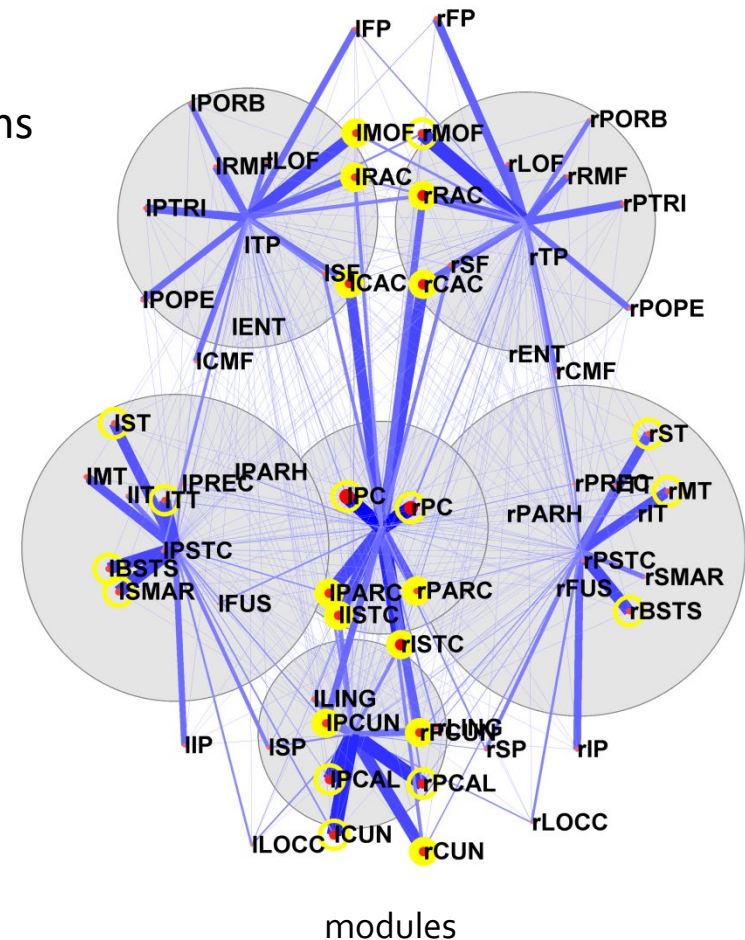 rFP
lFP
lPORB
rPORB
ns
lMOF
rMOF
lRMF
lLOF
rLOF
lRAC
rRMF
rRAC
lPTRI
rPTRI
lTP
rTP
rSF
lSF
lCAC
rCAC
lPOPE
rPOPE
lENT
rENT
lCMF
rCMF
lST
rST
lMT
lPARH
lPREC
rPREC
rMT
lIT
lTT
lPC
rPC
rPARH
rIT
lPSTC
rPSTC
lBSTS
rSMAR
lSMAR
rFUS
lPARC
rPARC
lFUS
lISTC
rBSTS
rISTC
lLING
lPCUN
rLING
rPCUN
lIP
lSP
rSP
rIP
lPCAL
rPCAL
rLOCC
lCUN
lLOCC
rCUN
modules